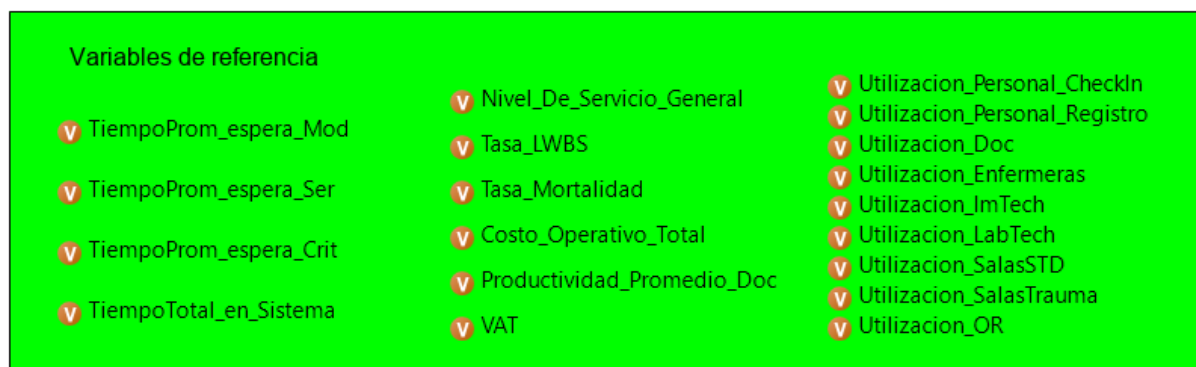 Variables de referencia
TiempoProm_espera_Mod
TiempoProm_espera_Ser
TiempoProm_espera_Crit
TiempoTotal_en_Sistema
Nivel_De_Servicio_General
Tasa_LWBS
Tasa_Mortalidad
Costo_Operativo_Total
Productividad_Promedio_Doc
VAT
Utilizacion_Personal_CheckIn
Utilizacion_Personal_Registro
Utilizacion_Doc
Utilizacion_Enfermeras
Utilizacion_ImTech
Utilizacion_LabTech
Utilizacion_SalasSTD
Utilizacion_SalasTrauma
Utilizacion_OR